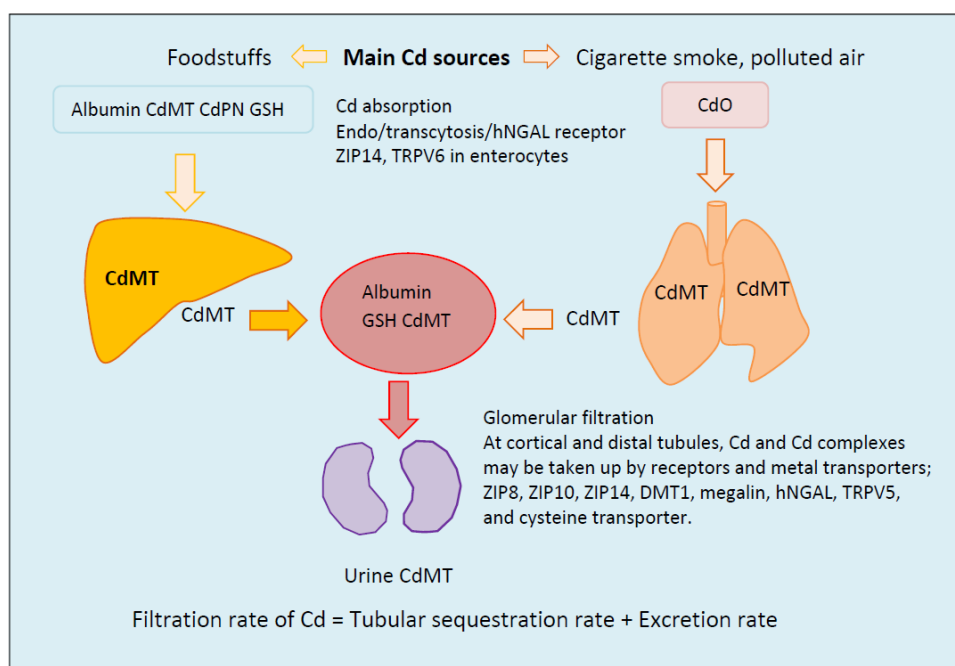 Foodstuffs Main Cd sources Cigarette smoke, polluted air
Albumin CdMT CdPN GSH
Cd absorption
Endo/transcytosis/hNGAL receptor
ZIP14, TRPV6 in enterocytes
CdO
CdMT
CdMT
Albumin
GSH CdMT
CdMT
CdMT
CdMT
Glomerular filtration
At cortical and distal tubules, Cd and Cd complexes
may be taken up by receptors and metal transporters;
ZIP8, ZIP10, ZIP14, DMT1, megalin, hNGAL, TRPV5,
and cysteine transporter.
Urine CdMT
Filtration rate of Cd = Tubular sequestration rate + Excretion rate